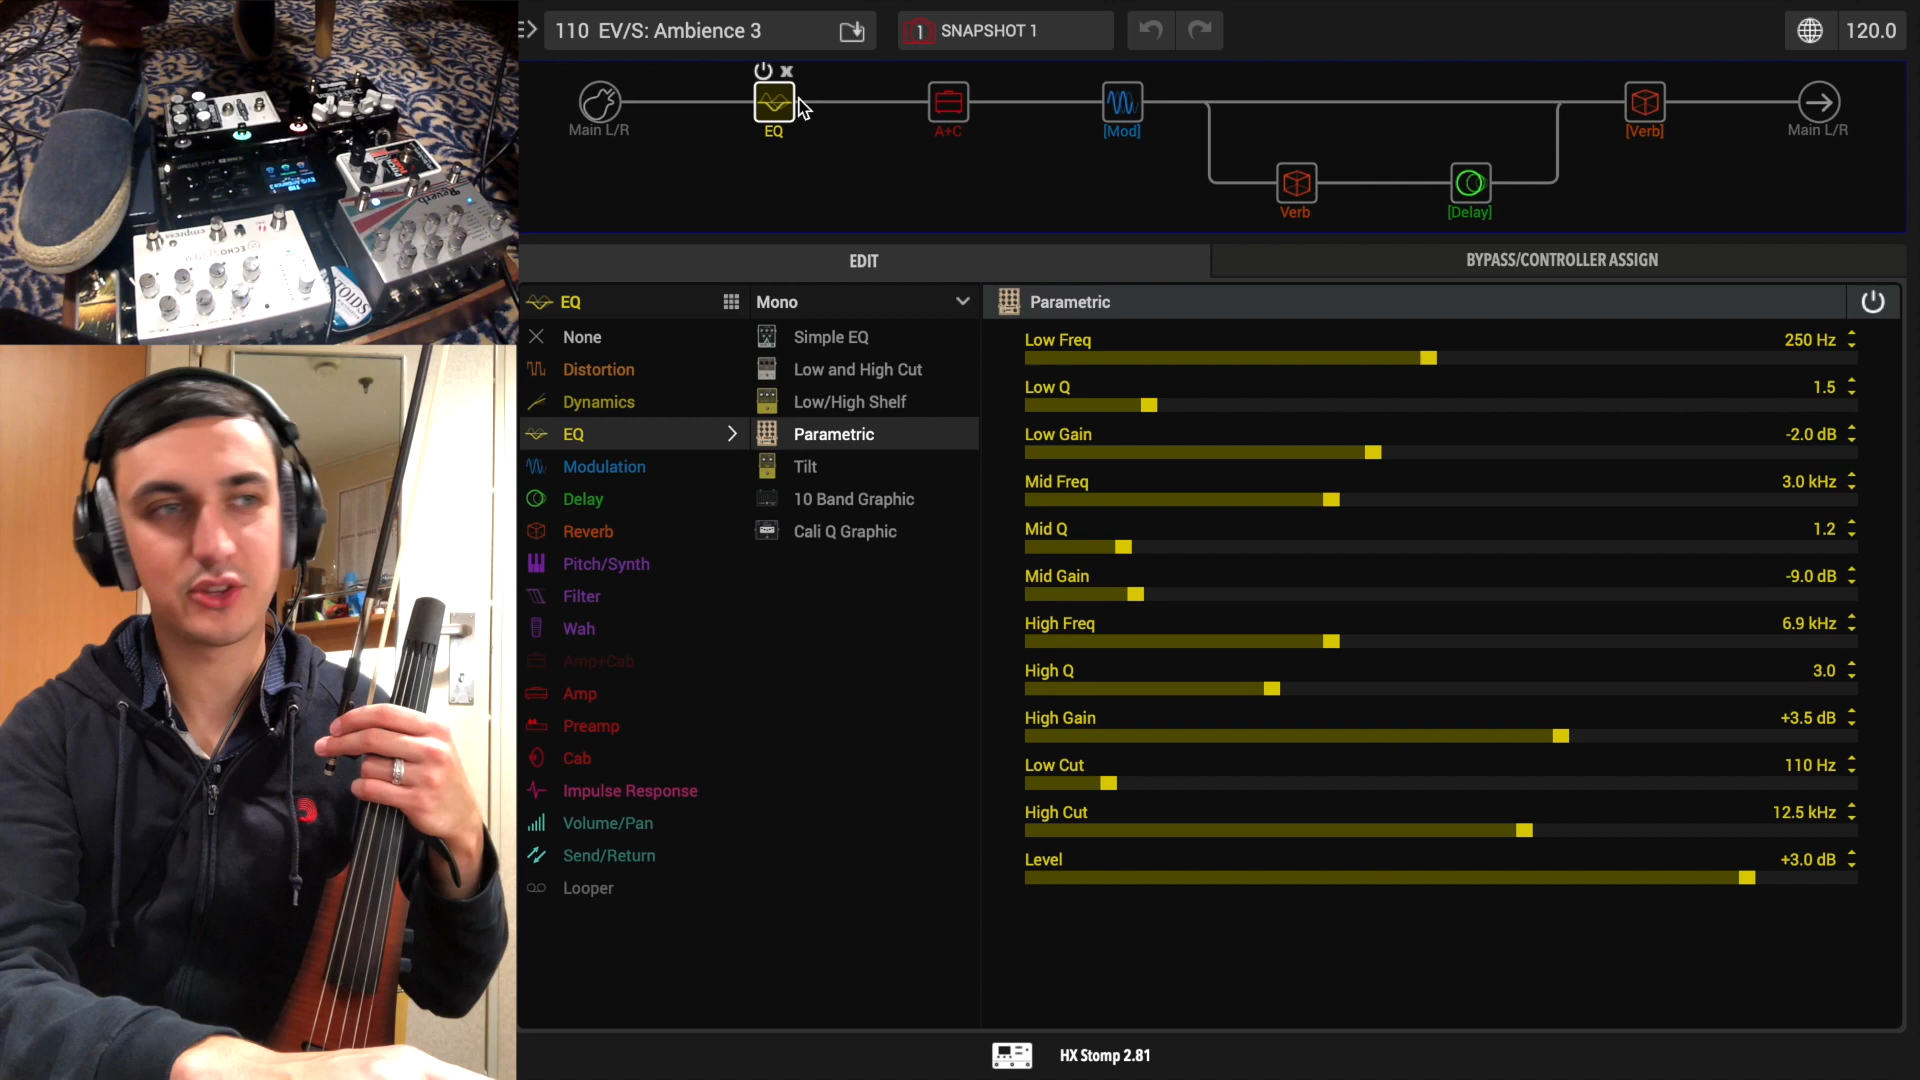 110 EV/S: Ambience 3
1 SNAPSHOT 1
120.0
Main L/R
EQ
A+C
[Mod]
[Verb]
Main L/R
Verb
[Delay]
EDIT
BYPASS/CONTROLLER ASSIGN
EQ
Mono
Parametric
None
Distortion
Dynamics
EQ
Modulation
Delay
Reverb
Pitch/Synth
Filter
Wah
Amp+Cab
Amp
Preamp
Cab
Impulse Response
Volume/Pan
Send/Return
Looper
Simple EQ
Low and High Cut
Low/High Shelf
Parametric
Tilt
10 Band Graphic
Cali Q Graphic
Low Freq 250 Hz
Low Q 1.5
Low Gain -2.0 dB
Mid Freq 3.0 kHz
Mid Q 1.2
Mid Gain -9.0 dB
High Freq 6.9 kHz
High Q 3.0
High Gain +3.5 dB
Low Cut 110 Hz
High Cut 12.5 kHz
Level +3.0 dB
HX Stomp 2.81
empress
ECHOSYSTEM
Reverb